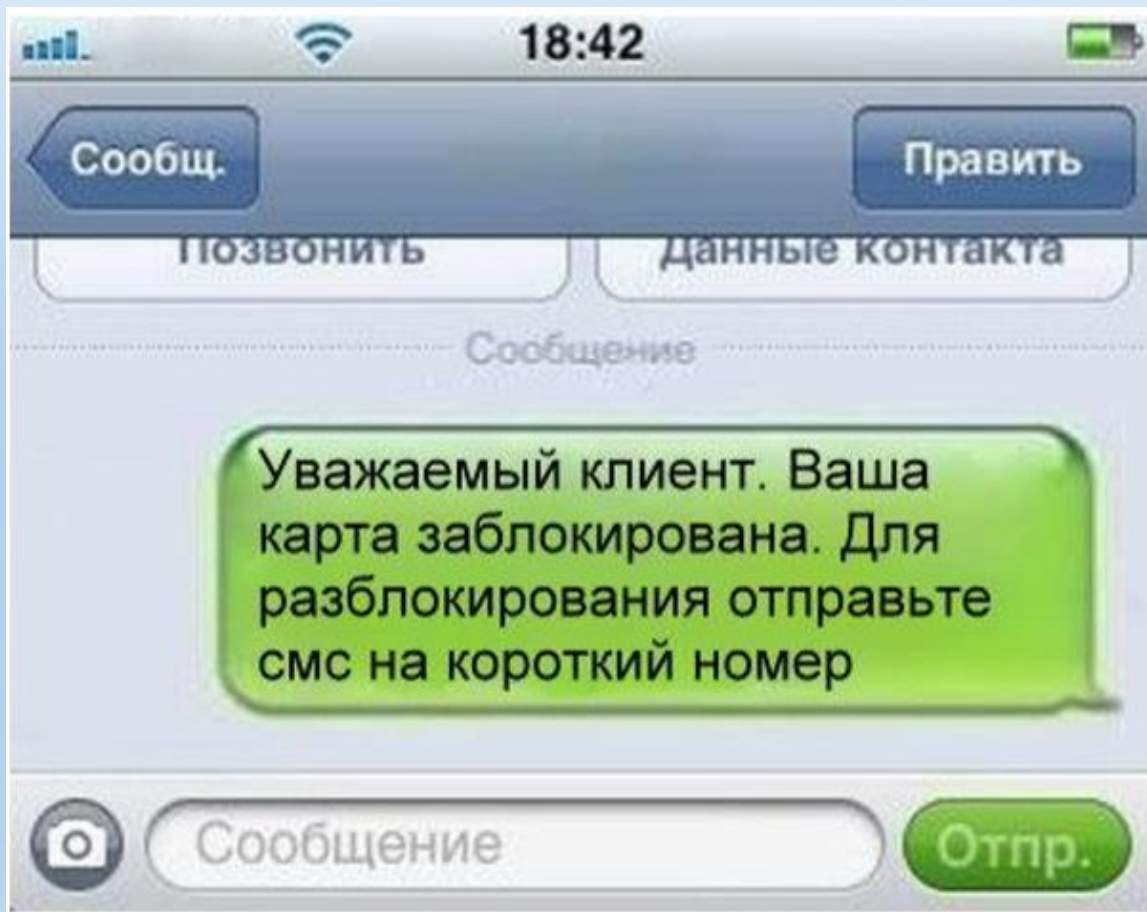 18:42
Сообщ.
Править
Позвонить
Данные контакта
Сообщение
Уважаемый клиент. Ваша
карта заблокирована. Для
разблокирования отправьте
смс на короткий номер
Сообщение
Отпр.